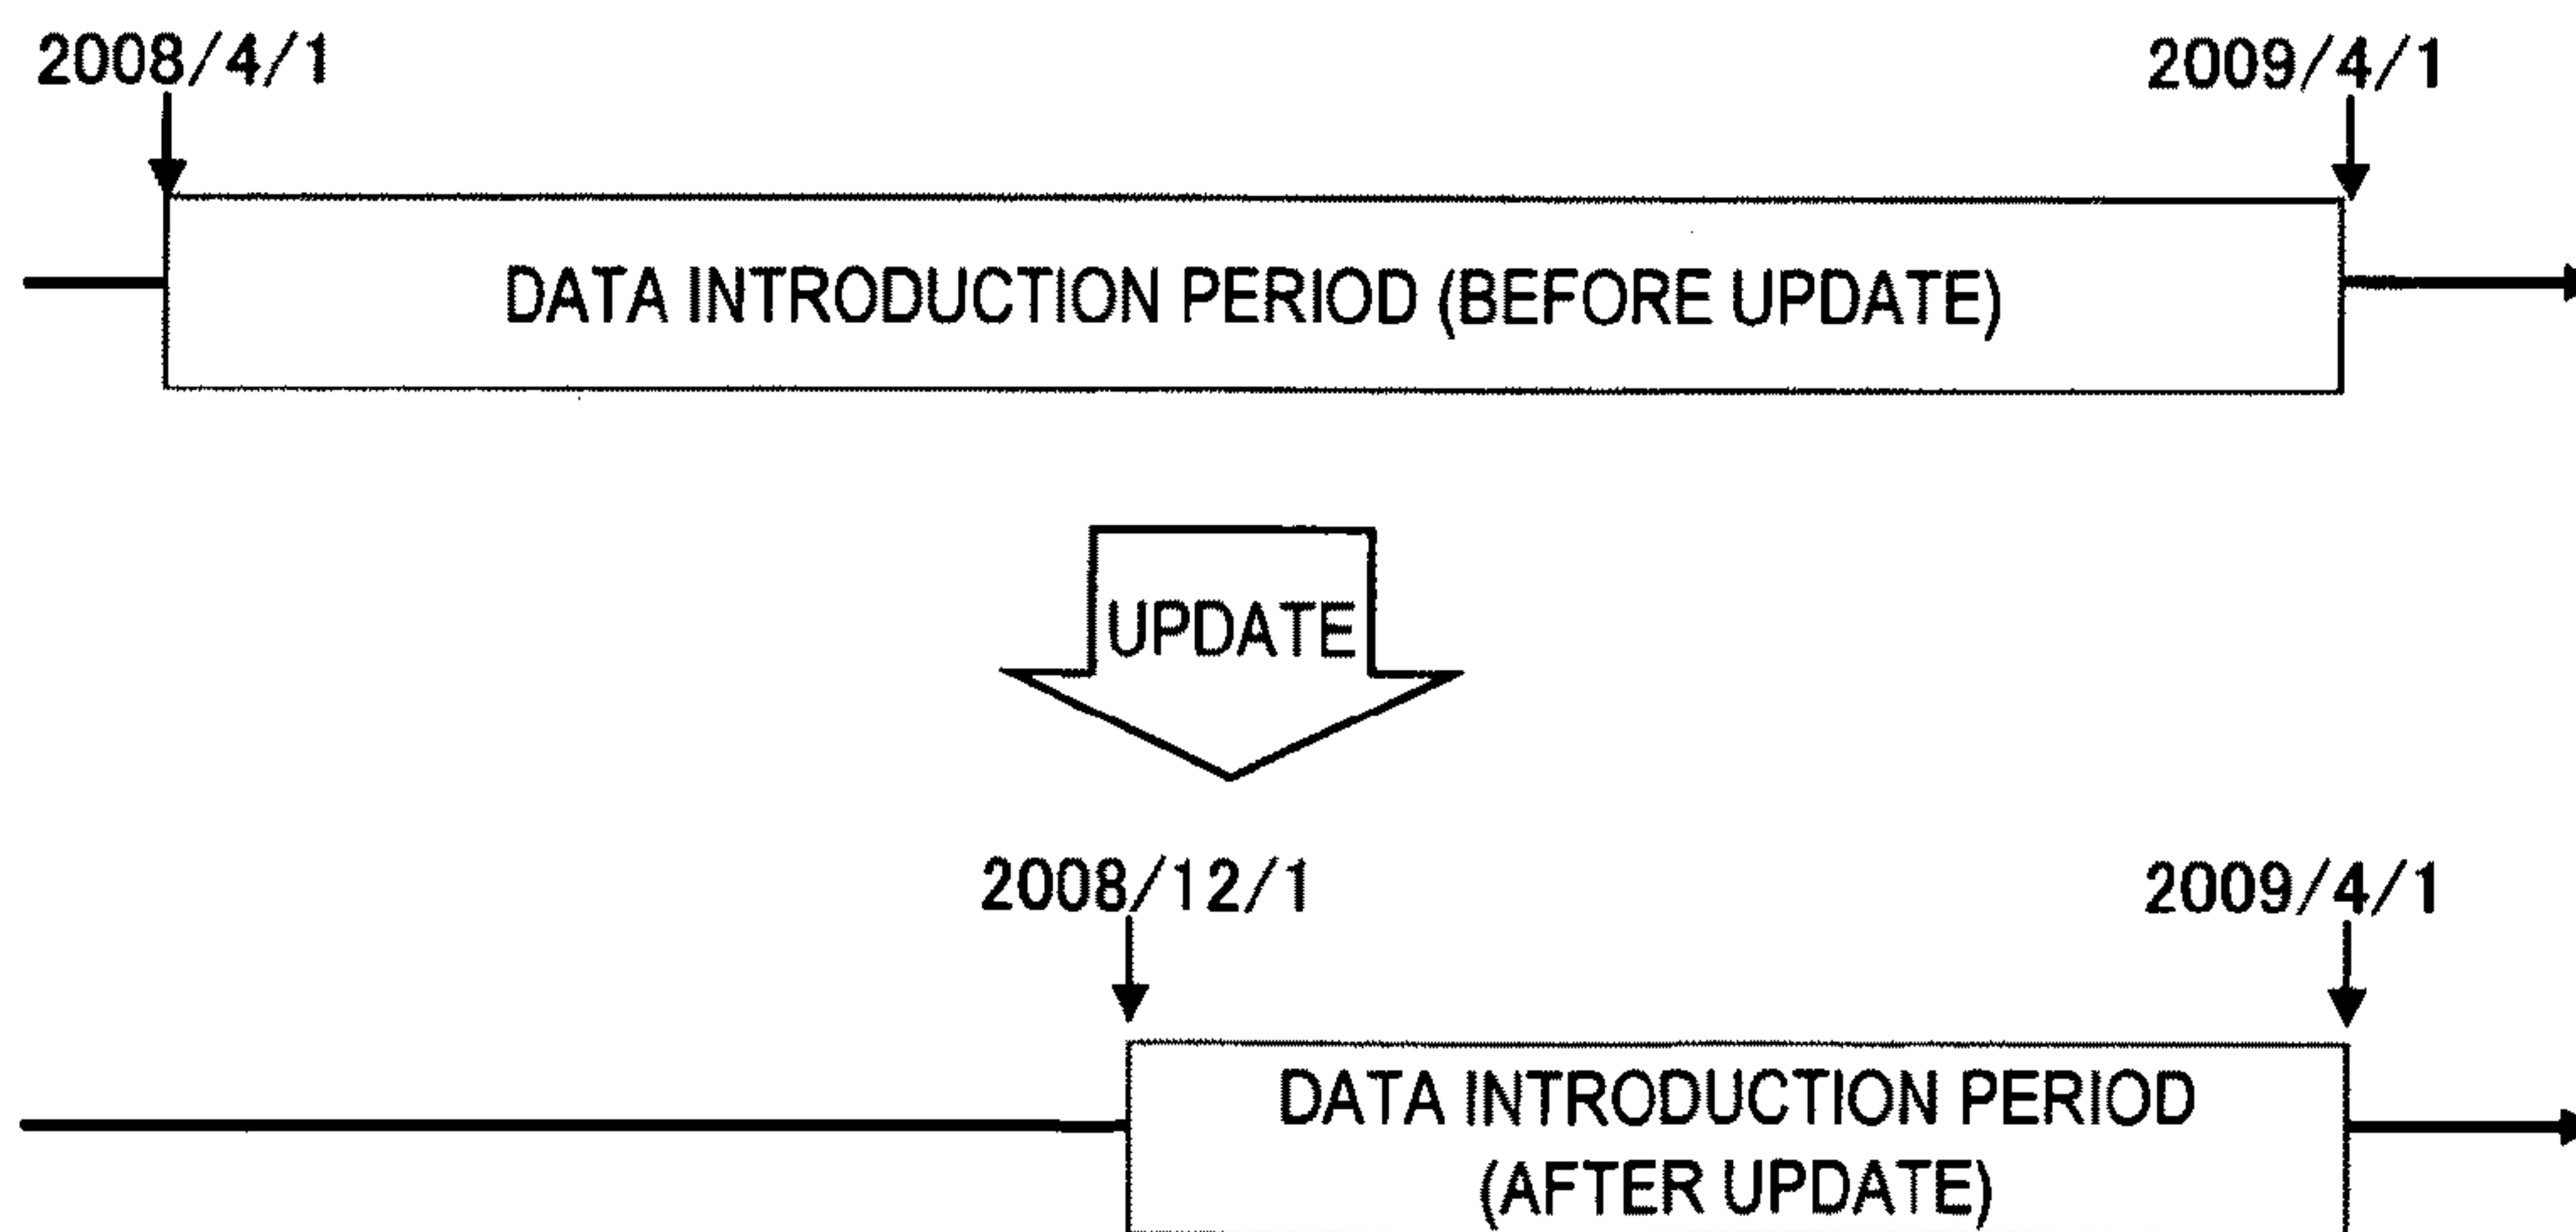 2008/4/1
2009/4/1
DATA INTRODUCTION PERIOD (BEFORE UPDATE)
UPDATE
2008/12/1
2009/4/1
DATA INTRODUCTION PERIOD
(AFTER UPDATE)